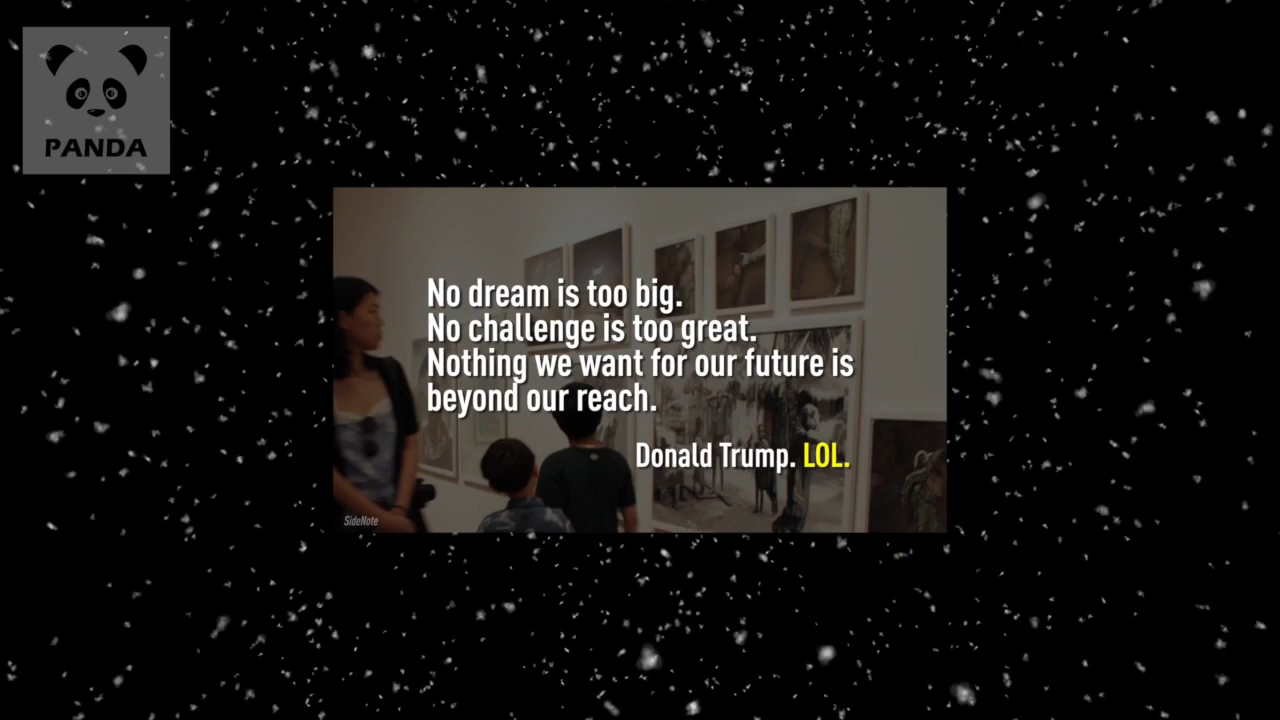 PANDA
No dream is too big.
No challenge is too great.
Nothing we want for our future is
beyond our reach.
Donald Trump. LOL.
SideNote